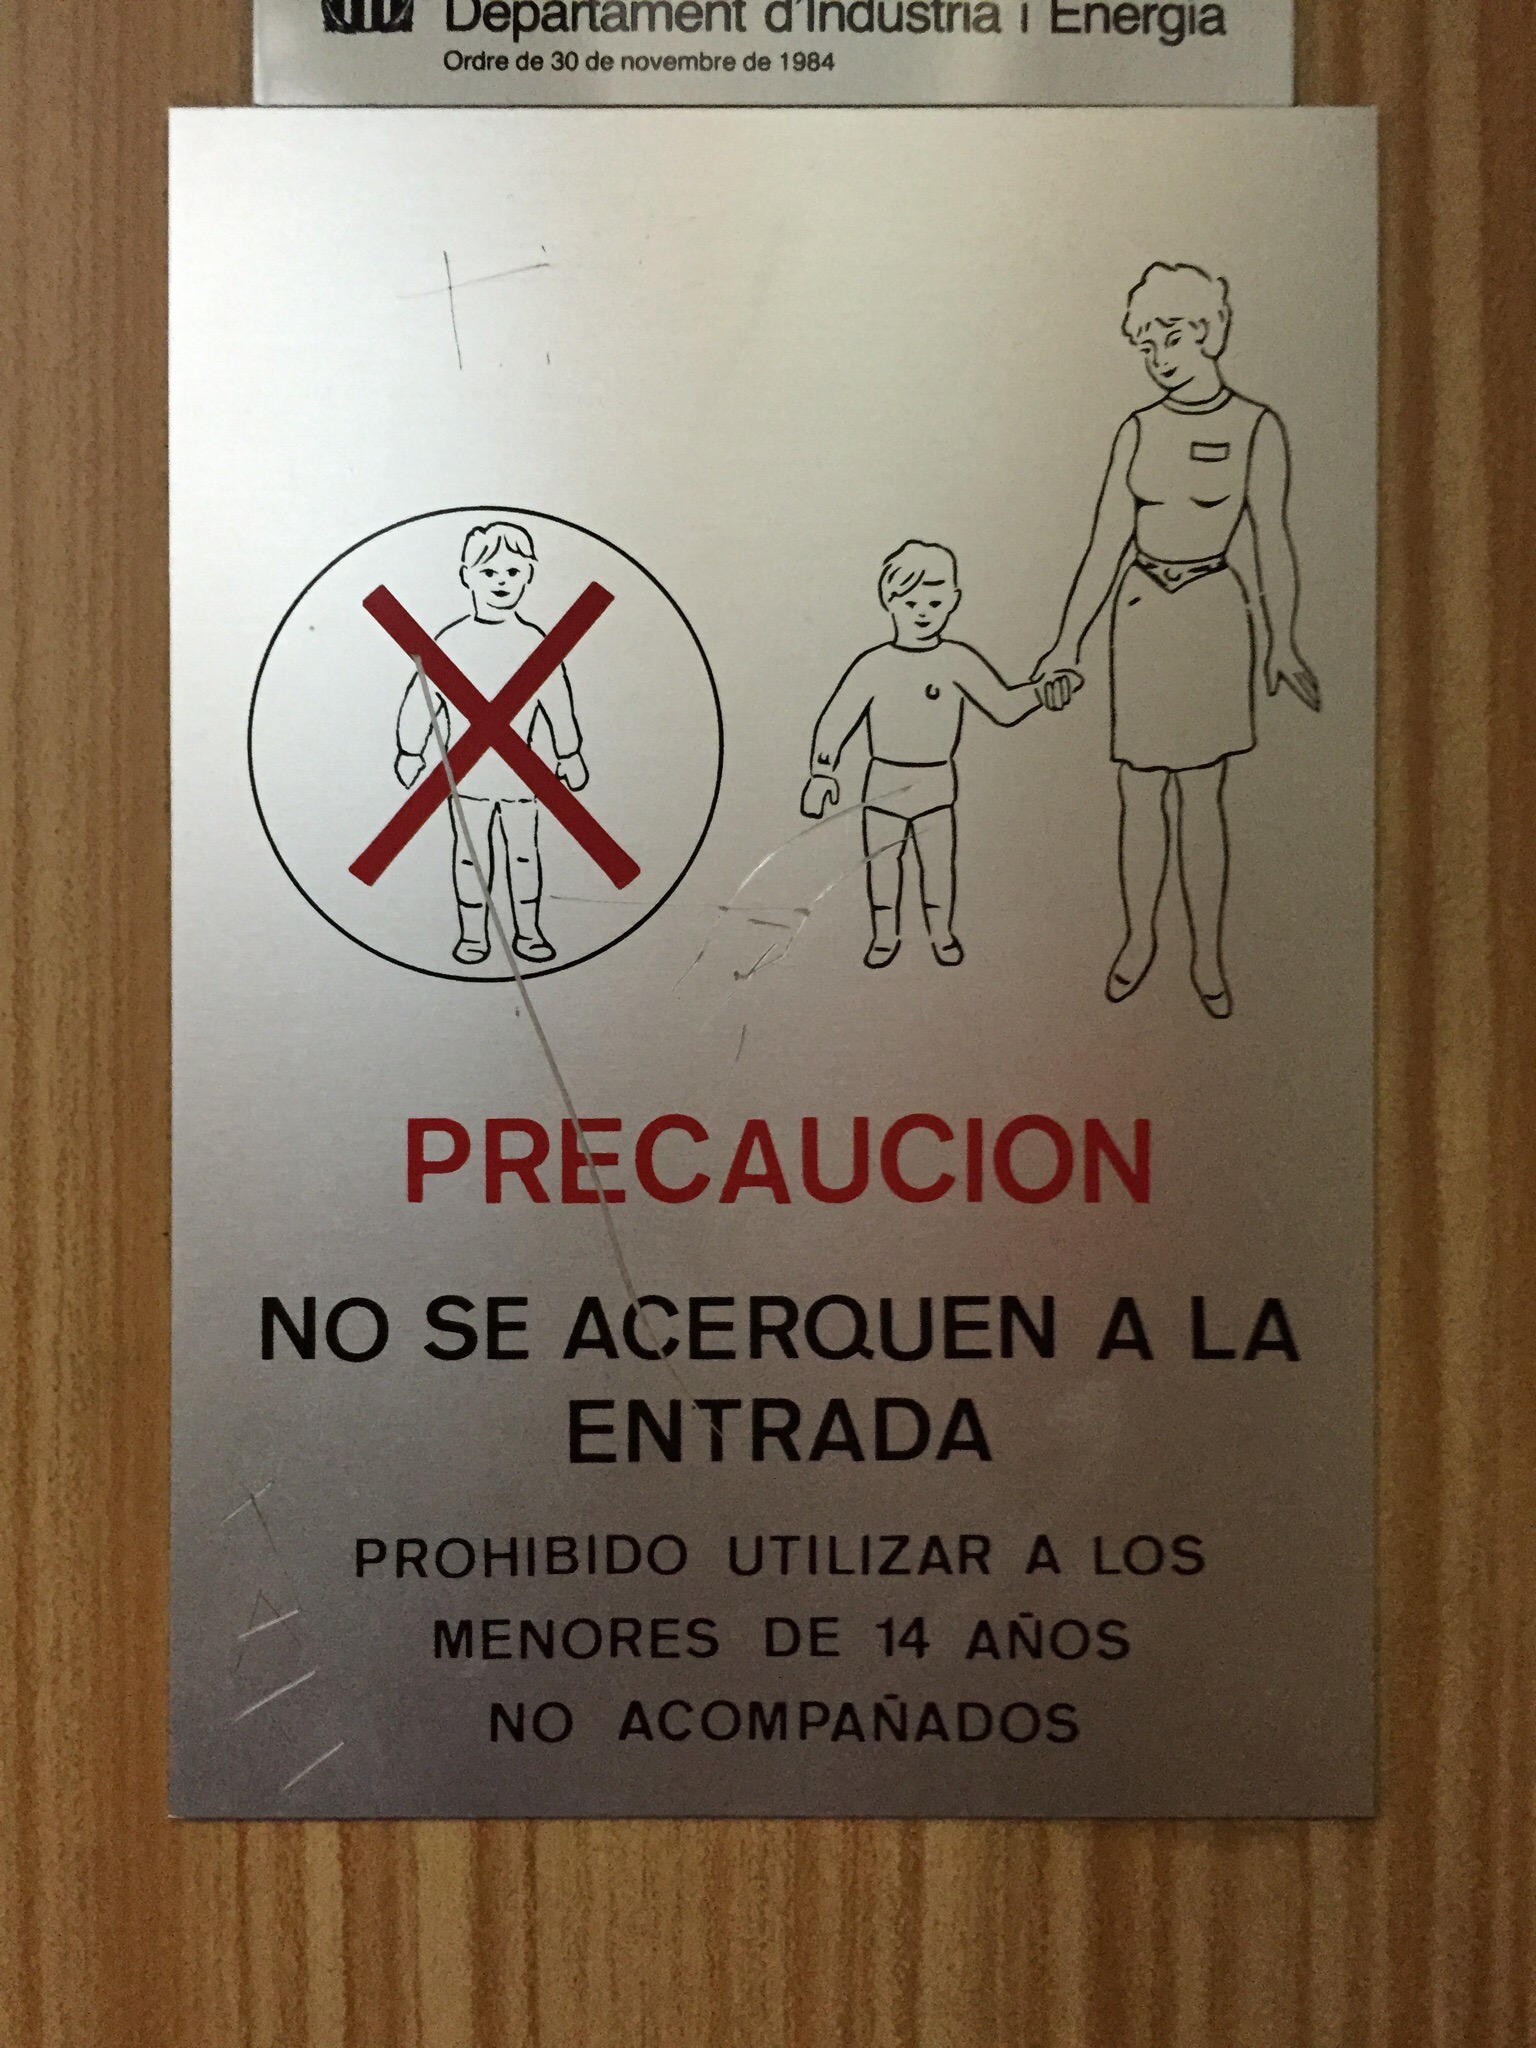 Departament d'Indústria i Energia
Ordre de 30 de novembre de 1984
PRECAUCION
NO SE ACERQUEN A LA
ENTRADA
PROHIBIDO UTILIZAR A LOS
MENORES DE 14 AÑOS
NO ACOMPAÑADOS